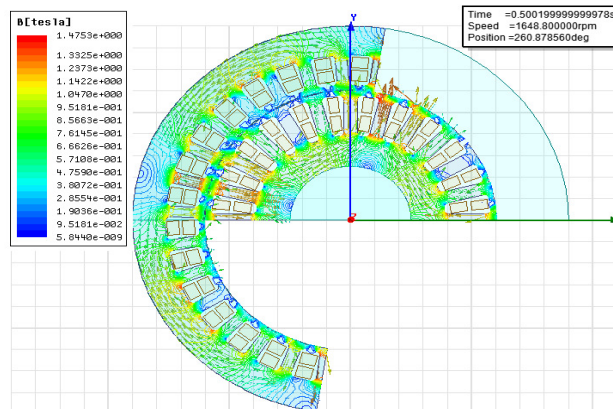 B[tesla]
1.4753e+000
1.3325e+000
1.2373e+000
1.1422e+000
1.0470e+000
9.5181e-001
8.5663e-001
7.6145e-001
6.6626e-001
5.7108e-001
4.7590e-001
3.8072e-001
2.8554e-001
1.9036e-001
9.5181e-002
5.8440e-009
Time =0.500199999999978s
Speed =1648.800000rpm
Position =260.878560deg
Y